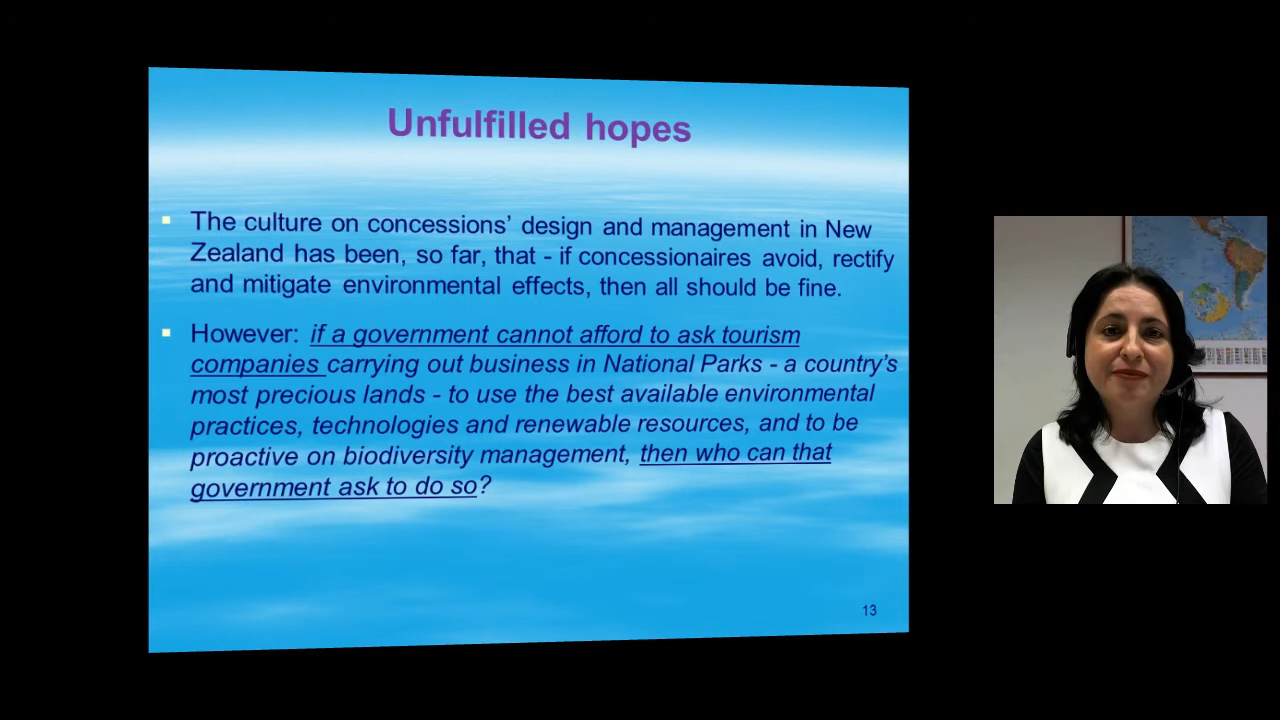 Unfulfilled hopes
The culture on concessions’ design and management in New
Zealand has been, so far, that - if concessionaires avoid, rectify
and mitigate environmental effects, then all should be fine.
However: if a government cannot afford to ask tourism
companies carrying out business in National Parks - a country’s
most precious lands - to use the best available environmental
practices, technologies and renewable resources, and to be
proactive on biodiversity management, then who can that
government ask to do so?
13